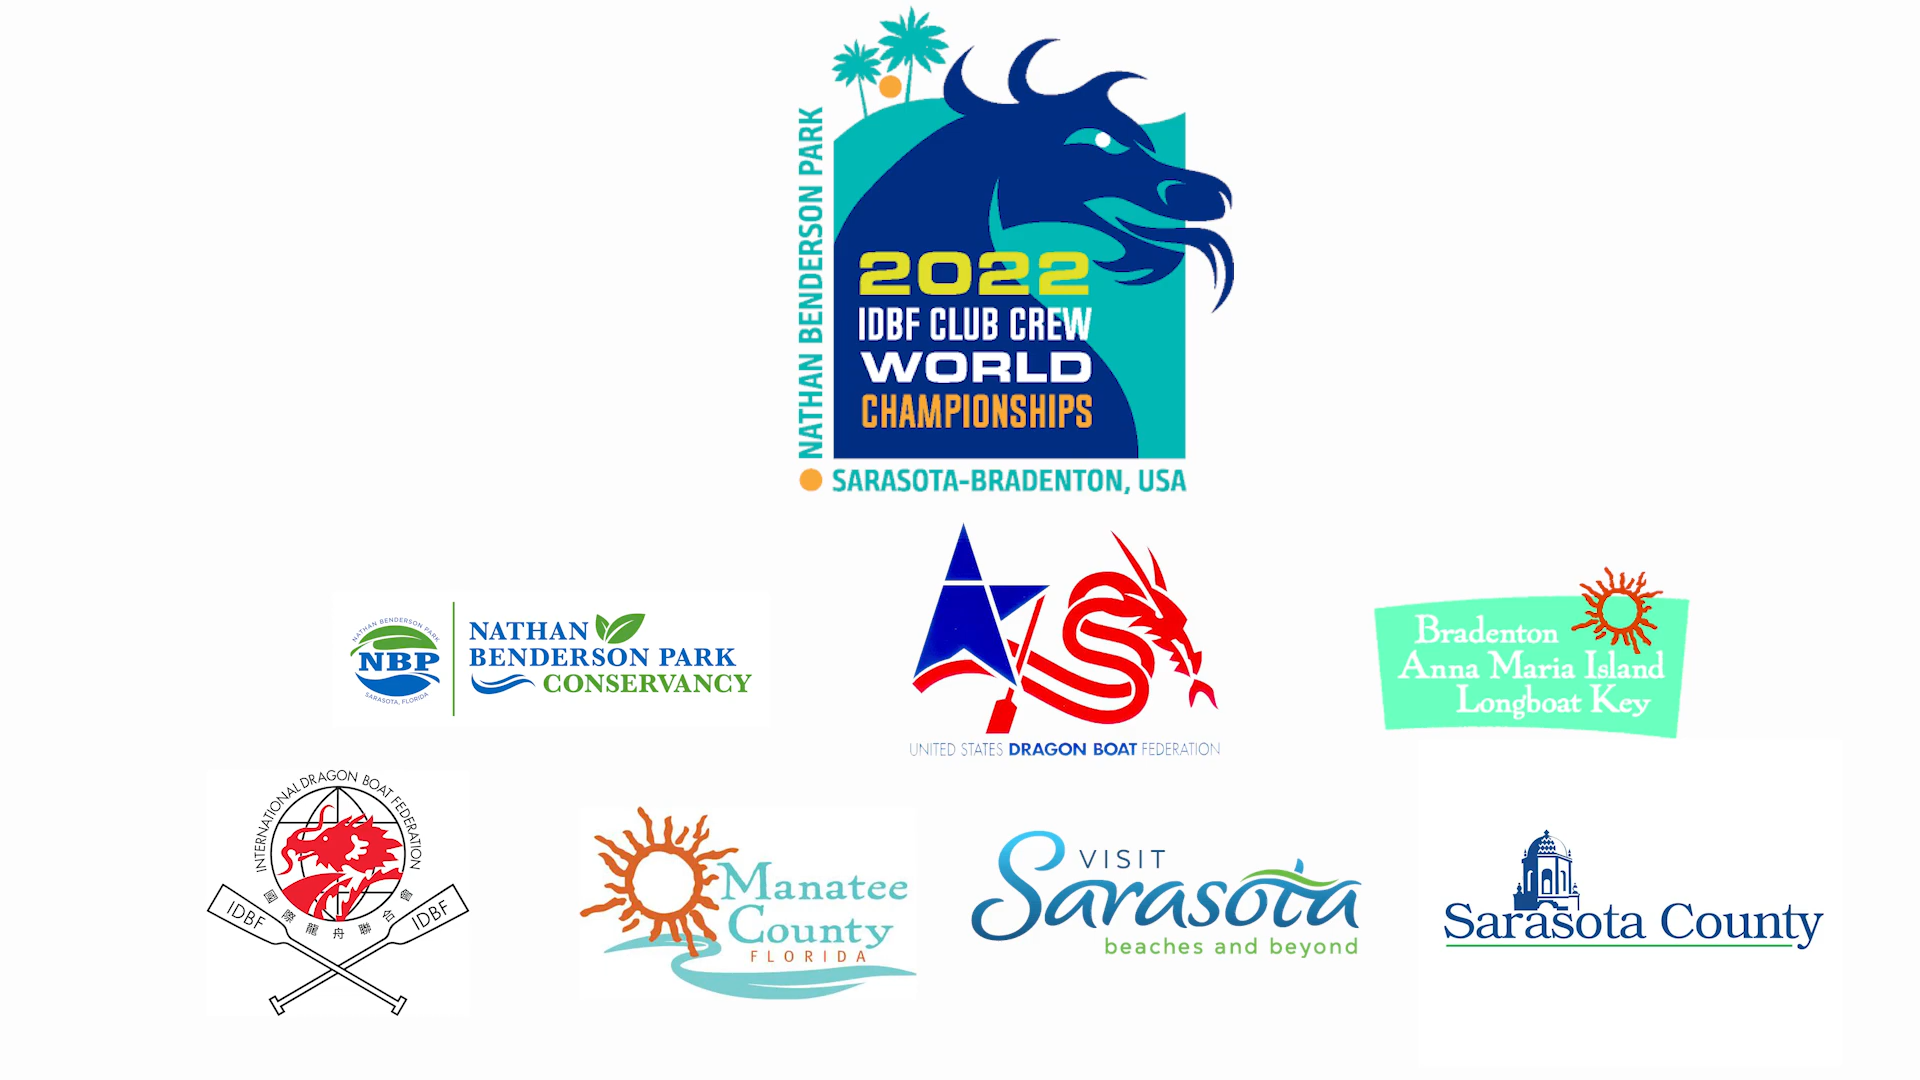 NATHAN BENDERSON PARK
2022
IDBF CLUB CREW
WORLD
CHAMPIONSHIPS
SARASOTA-BRADENTON, USA
NATHAN BENDERSON PARK
NBP
SARASOTA, FLORIDA
NATHAN
BENDERSON PARK
CONSERVANCY
UNITED STATES DRAGON BOAT FEDERATION
Bradenton
Anna Maria Island
Longboat Key
INTERNATIONAL DRAGON BOAT FEDERATION
國際龍舟聯合會
IDBF
IDBF
Manatee
County
FLORIDA
VISIT
Sarasota
beaches and beyond
Sarasota County